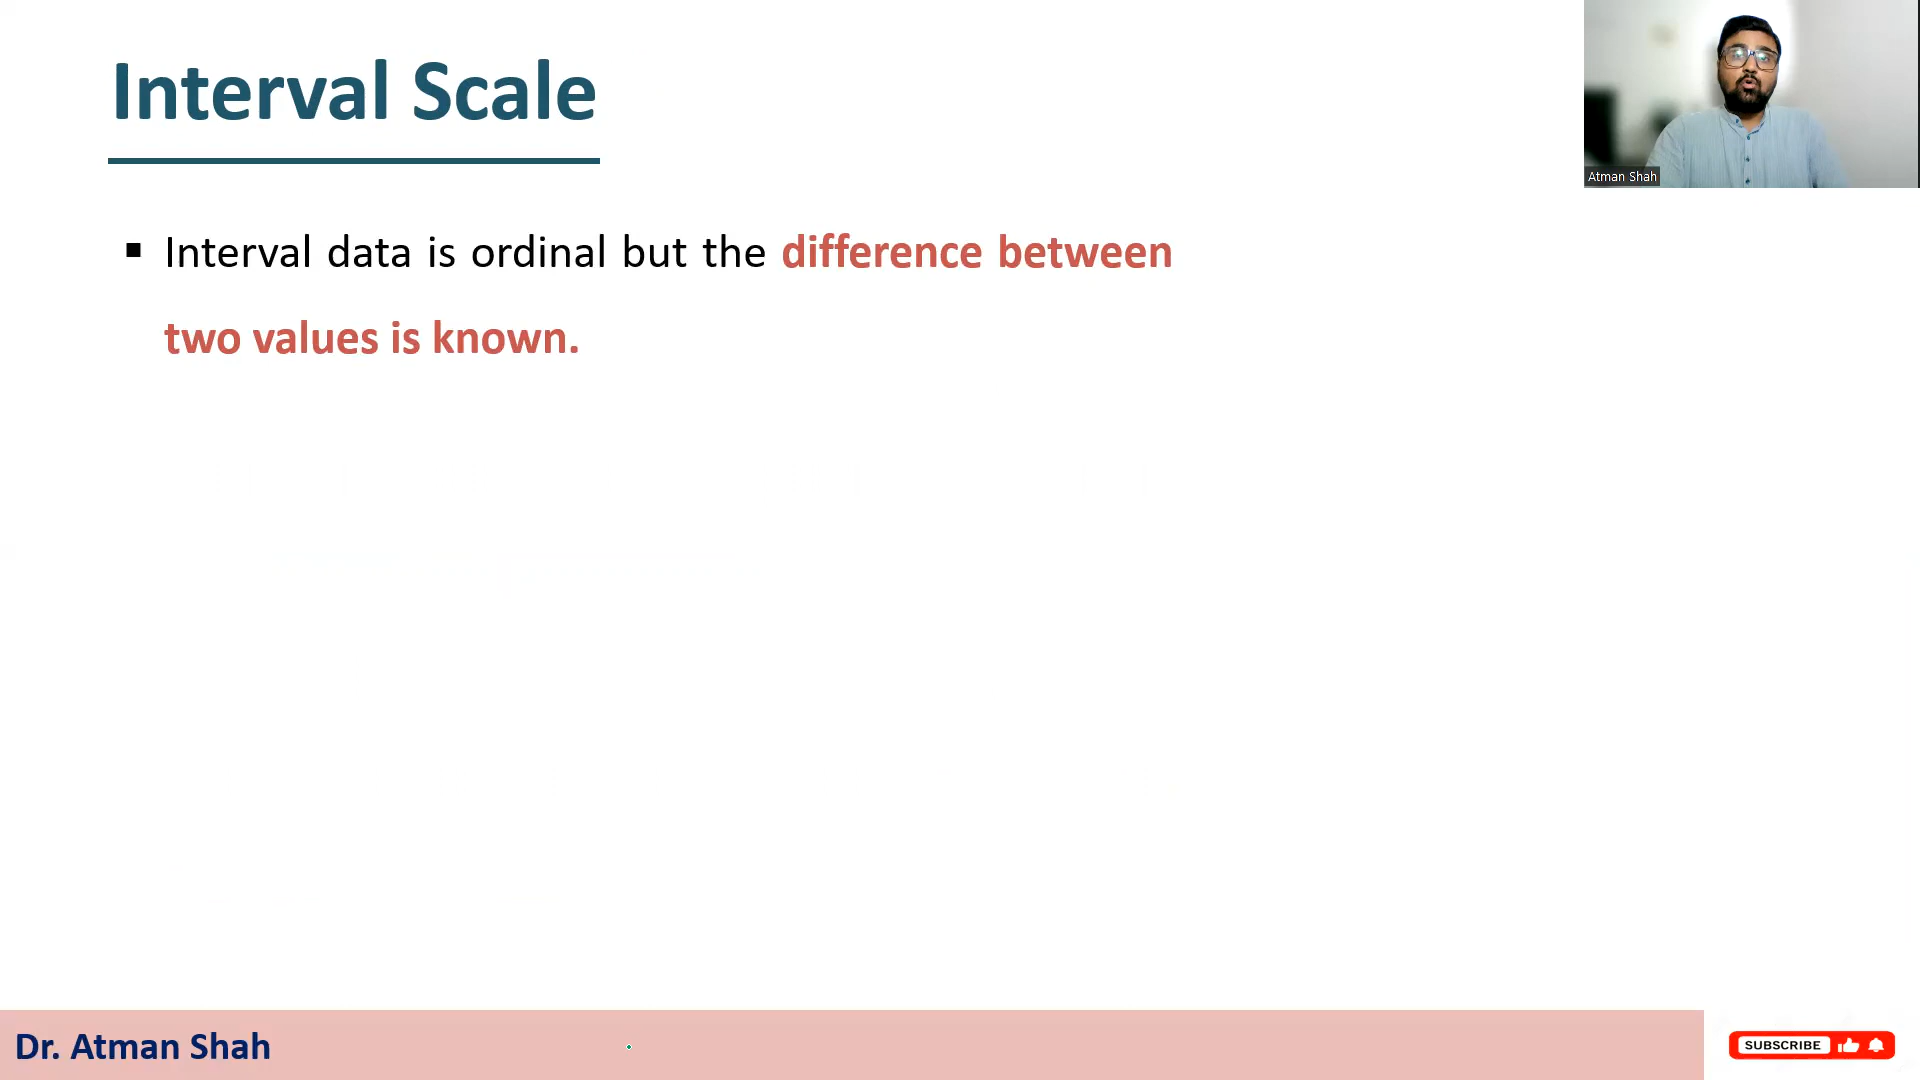 Interval Scale
Atman Shah
▪ Interval data is ordinal but the difference between
two values is known.
Dr. Atman Shah
SUBSCRIBE